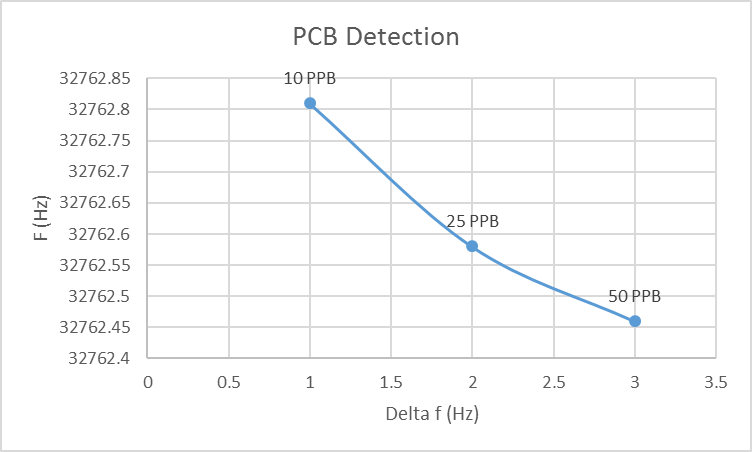 PCB Detection
32762.85
32762.8
32762.75
32762.7
32762.65
32762.6
32762.55
32762.5
32762.45
32762.4
F (Hz)
10 PPB
25 PPB
50 PPB
0 0.5 1 1.5 2 2.5 3 3.5
Delta f (Hz)